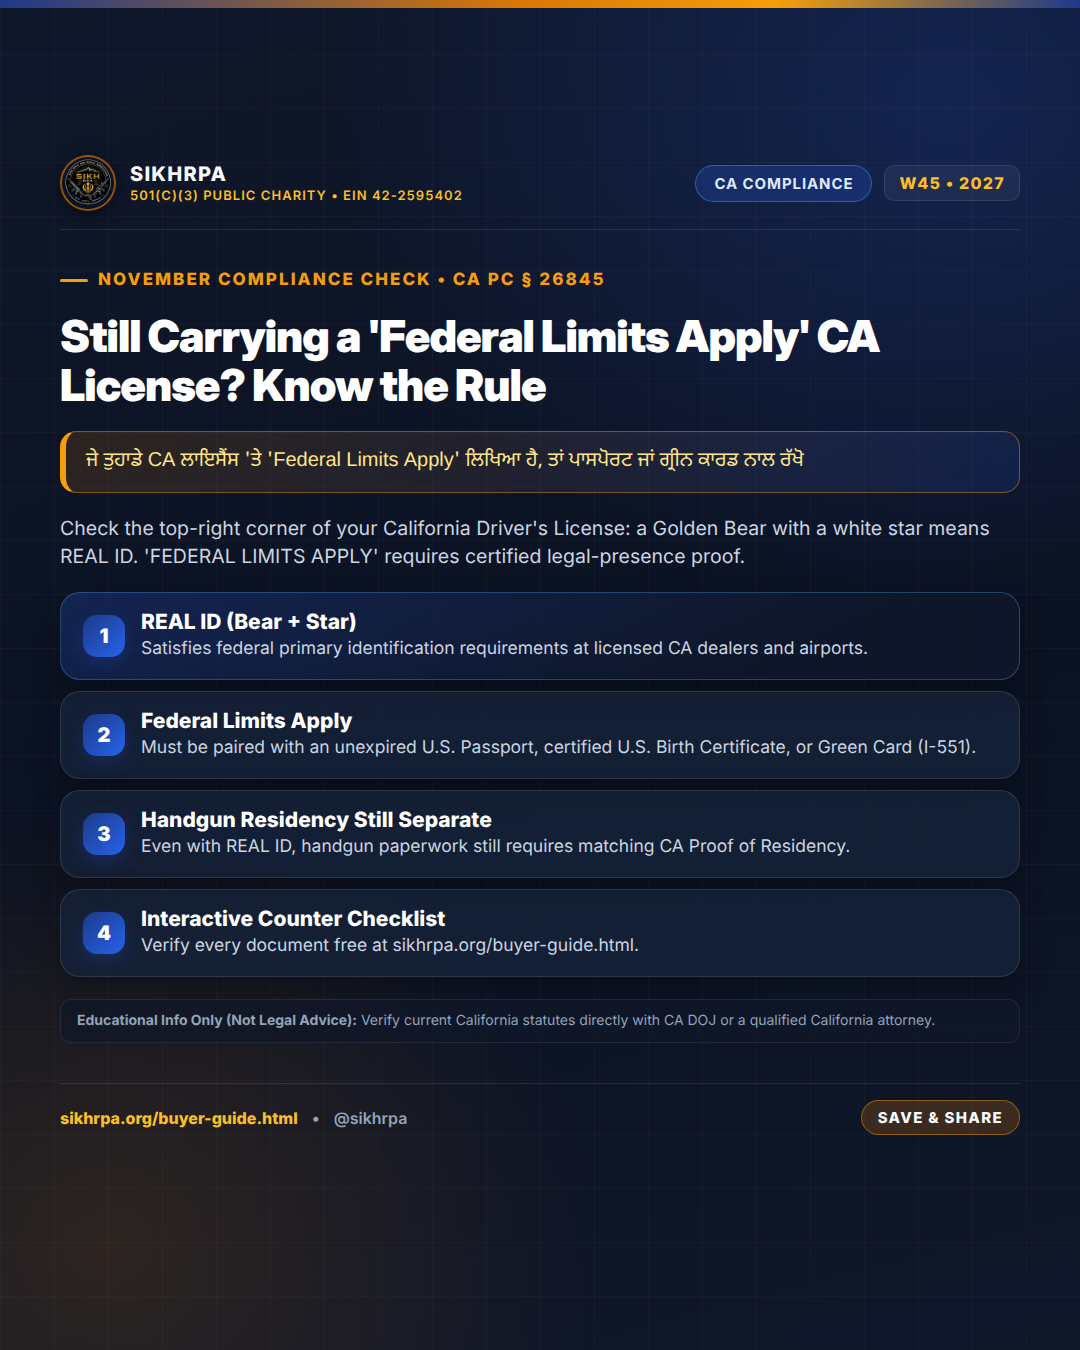 SIKH
SIKHRPA
501(C)(3) PUBLIC CHARITY • EIN 42-2595402
CA COMPLIANCE
W45 • 2027
NOVEMBER COMPLIANCE CHECK • CA PC § 26845
Still Carrying a 'Federal Limits Apply' CA
License? Know the Rule
ਜੇ ਤੁਹਾਡੇ CA ਲਾਇਸੈਂਸ 'ਤੇ 'Federal Limits Apply' ਲਿਖਿਆ ਹੈ, ਤਾਂ ਪਾਸਪੋਰਟ ਜਾਂ ਗ੍ਰੀਨ ਕਾਰਡ ਨਾਲ ਰੱਖੋ
Check the top-right corner of your California Driver's License: a Golden Bear with a white star means
REAL ID. 'FEDERAL LIMITS APPLY' requires certified legal-presence proof.
1
REAL ID (Bear + Star)
Satisfies federal primary identification requirements at licensed CA dealers and airports.
2
Federal Limits Apply
Must be paired with an unexpired U.S. Passport, certified U.S. Birth Certificate, or Green Card (I-551).
3
Handgun Residency Still Separate
Even with REAL ID, handgun paperwork still requires matching CA Proof of Residency.
4
Interactive Counter Checklist
Verify every document free at sikhrpa.org/buyer-guide.html.
Educational Info Only (Not Legal Advice): Verify current California statutes directly with CA DOJ or a qualified California attorney.
sikhrpa.org/buyer-guide.html • @sikhrpa
SAVE & SHARE